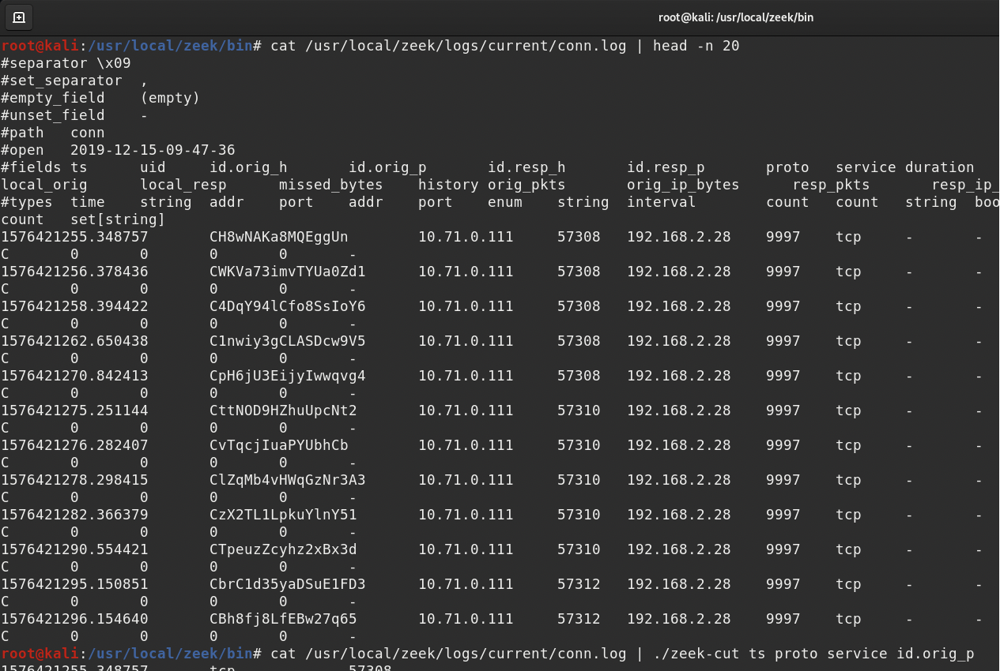 root@kali: /usr/local/zeek/bin
root@kali:/usr/local/zeek/bin# cat /usr/local/zeek/logs/current/conn.log | head -n 20
#separator \x09
#set_separator	,
#empty_field	(empty)
#unset_field	-
#path	conn
#open	2019-12-15-09-47-36
#fields	ts	uid	id.orig_h	id.orig_p	id.resp_h	id.resp_p	proto	service	duration
local_orig	local_resp	missed_bytes	history	orig_pkts	orig_ip_bytes	resp_pkts	resp_ip_
#types	time	string	addr	port	addr	port	enum	string	interval	count	count	string	boo
count	set[string]
1576421255.348757	CH8wNAKa8MQEggUn	10.71.0.111	57308	192.168.2.28	9997	tcp	-	-
C	0	0	0	0	-
1576421256.378436	CWKVa73imvTYUa0Zd1	10.71.0.111	57308	192.168.2.28	9997	tcp	-	-
C	0	0	0	0	-
1576421258.394422	C4DqY94lCfo8SsIoY6	10.71.0.111	57308	192.168.2.28	9997	tcp	-	-
C	0	0	0	0	-
1576421262.650438	C1nwiy3gCLASDcw9V5	10.71.0.111	57308	192.168.2.28	9997	tcp	-	-
C	0	0	0	0	-
1576421270.842413	CpH6jU3EijyIwwqvg4	10.71.0.111	57308	192.168.2.28	9997	tcp	-	-
C	0	0	0	0	-
1576421275.251144	CttNOD9HZhuUpcNt2	10.71.0.111	57310	192.168.2.28	9997	tcp	-	-
C	0	0	0	0	-
1576421276.282407	CvTqcjIuaPYUbhCb	10.71.0.111	57310	192.168.2.28	9997	tcp	-	-
C	0	0	0	0	-
1576421278.298415	ClZqMb4vHWqGzNr3A3	10.71.0.111	57310	192.168.2.28	9997	tcp	-	-
C	0	0	0	0	-
1576421282.366379	CzX2TL1LpkuYlnY51	10.71.0.111	57310	192.168.2.28	9997	tcp	-	-
C	0	0	0	0	-
1576421290.554421	CTpeuzZcyhz2xBx3d	10.71.0.111	57310	192.168.2.28	9997	tcp	-	-
C	0	0	0	0	-
1576421295.150851	CbrC1d35yaDSuE1FD3	10.71.0.111	57312	192.168.2.28	9997	tcp	-	-
C	0	0	0	0	-
1576421296.154640	CBh8fj8LfEBw27q65	10.71.0.111	57312	192.168.2.28	9997	tcp	-	-
C	0	0	0	0	-
root@kali:/usr/local/zeek/bin# cat /usr/local/zeek/logs/current/conn.log | ./zeek-cut ts proto service id.orig_p
1576421255.348757	tcp	57308